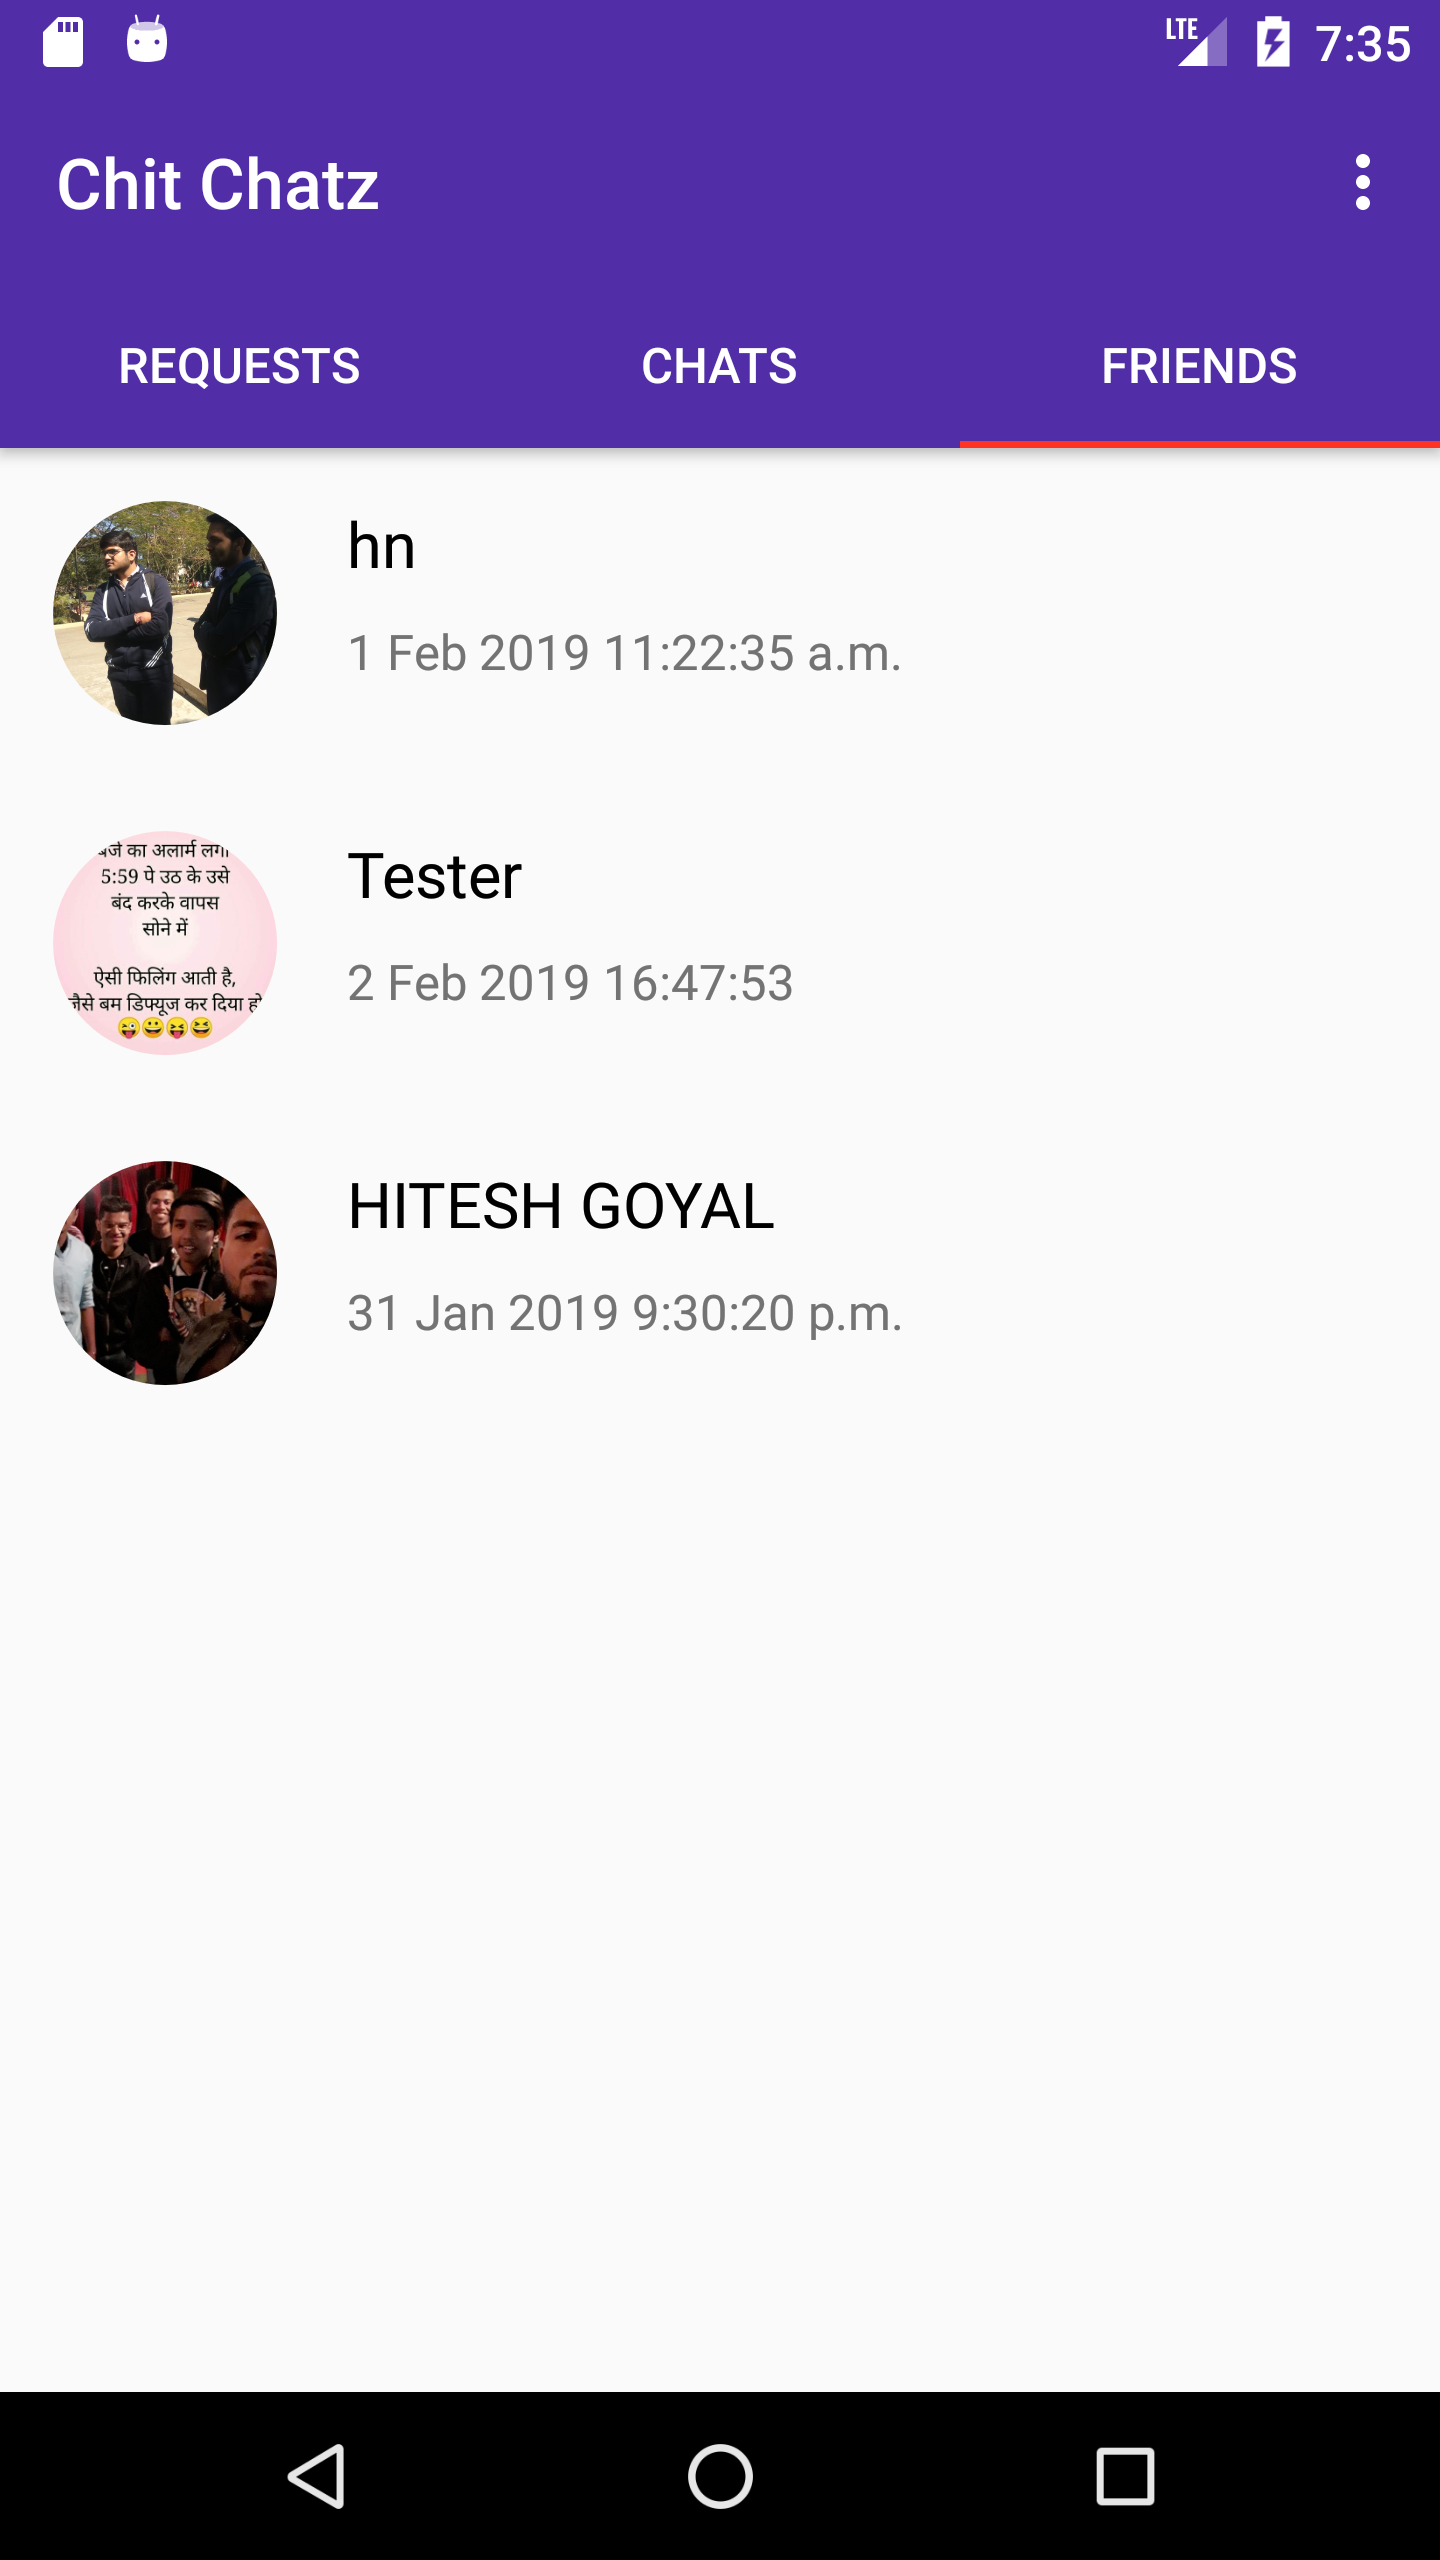 LTE 7:35
Chit Chatz
REQUESTS CHATS FRIENDS
hn
1 Feb 2019 11:22:35 a.m.
Tester
2 Feb 2019 16:47:53
बजे का अलार्म
5:59 पे उठ के उसे
बंद करके वापस
सोने में
ऐसी फिलिंग आती है,
बम डिफ्यूज कर दिया हो
😜😀😝😆
HITESH GOYAL
31 Jan 2019 9:30:20 p.m.